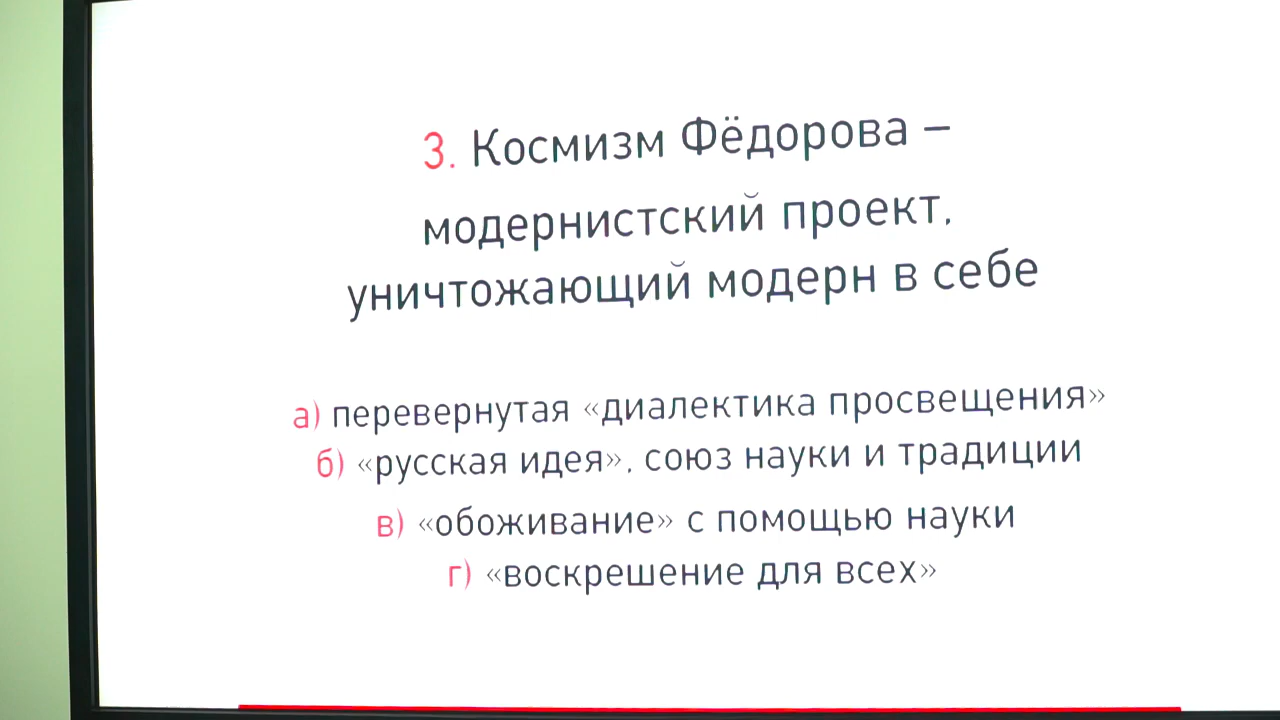 3. Космизм Фёдорова –
модернистский проект,
уничтожающий модерн в себе
а) перевернутая «диалектика просвещения»
б) «русская идея», союз науки и традиции
в) «обоживание» с помощью науки
г) «воскрешение для всех»